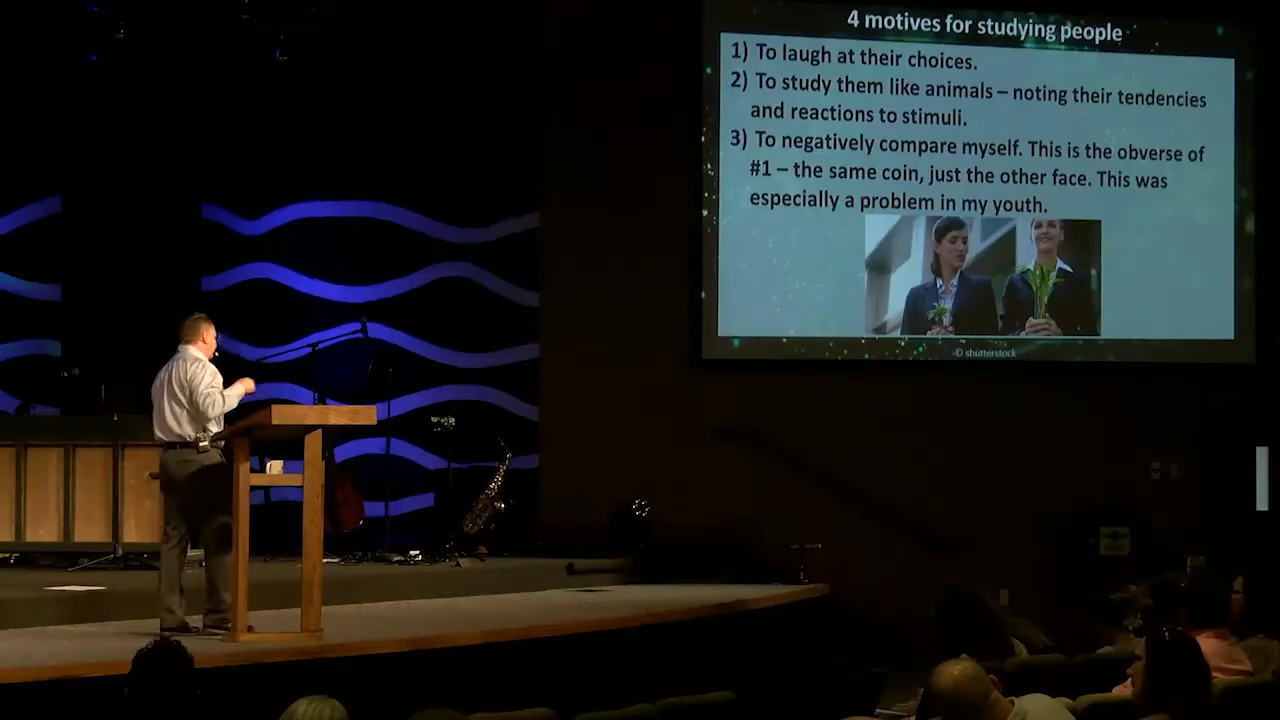 4 motives for studying people
1) To laugh at their choices.
2) To study them like animals – noting their tendencies
and reactions to stimuli.
3) To negatively compare myself. This is the obverse of
#1 – the same coin, just the other face. This was
especially a problem in my youth.
© shutterstock